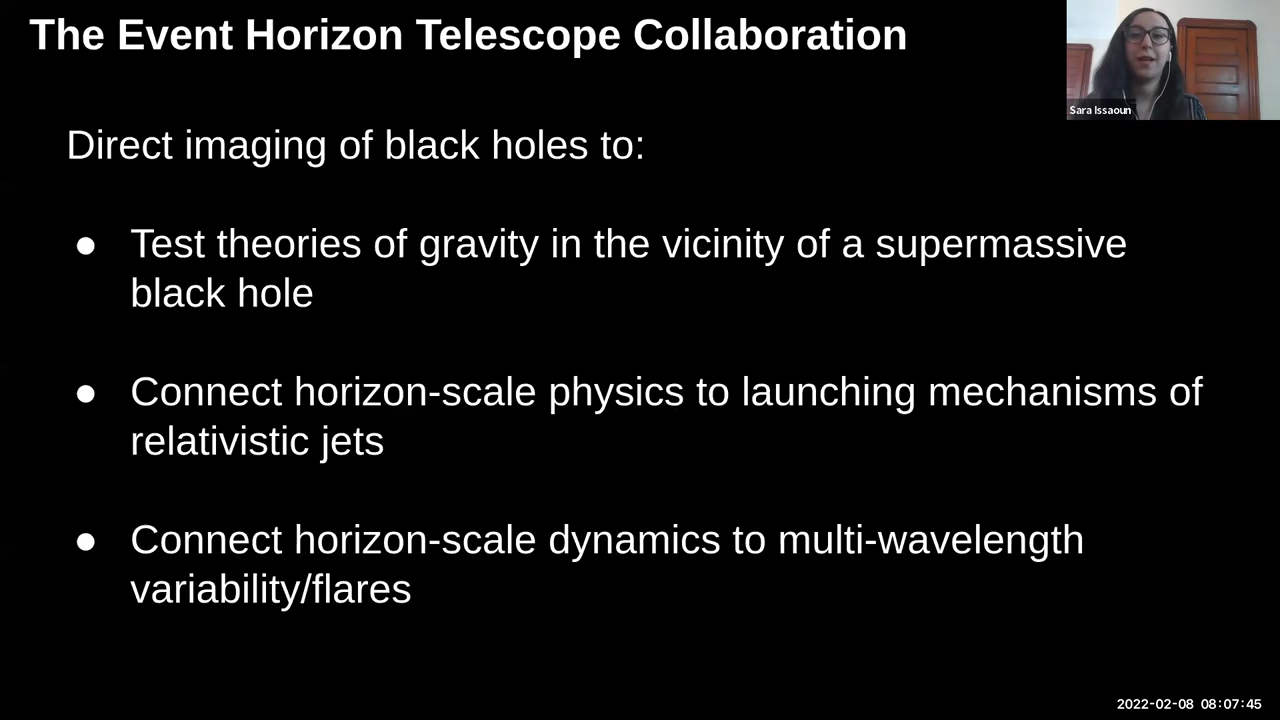 The Event Horizon Telescope Collaboration
Sara Issaoun
Direct imaging of black holes to:
● Test theories of gravity in the vicinity of a supermassive
black hole
● Connect horizon-scale physics to launching mechanisms of
relativistic jets
● Connect horizon-scale dynamics to multi-wavelength
variability/flares
2022-02-08 08:07:45